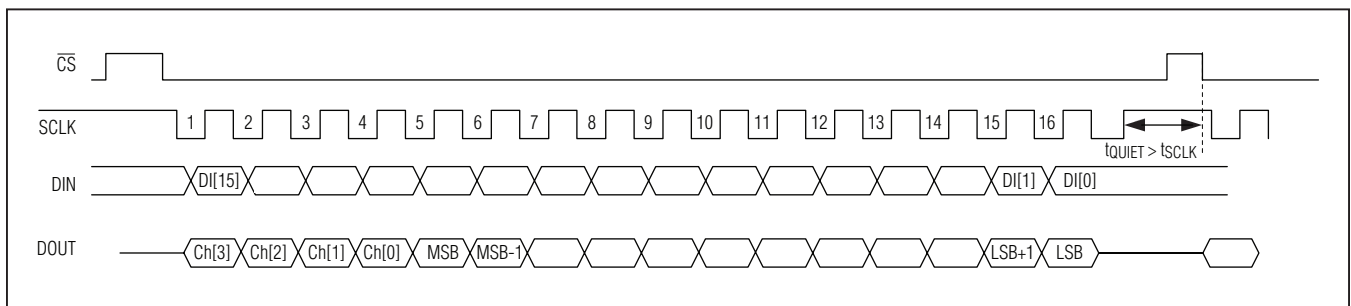 CS
SCLK 1 2 3 4 5 6 7 8 9 10 11 12 13 14 15 16
tQUIET > tSCLK
DIN DI[15] DI[1] DI[0]
DOUT Ch[3] Ch[2] Ch[1] Ch[0] MSB MSB-1 LSB+1 LSB